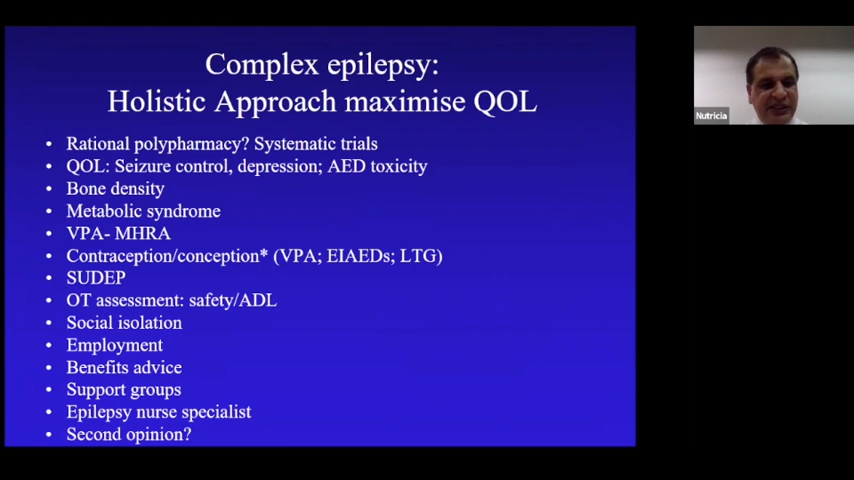 Complex epilepsy:
Holistic Approach maximise QOL
• Rational polypharmacy? Systematic trials
• QOL: Seizure control, depression; AED toxicity
• Bone density
• Metabolic syndrome
• VPA- MHRA
• Contraception/conception* (VPA; EIAEDs; LTG)
• SUDEP
• OT assessment: safety/ADL
• Social isolation
• Employment
• Benefits advice
• Support groups
• Epilepsy nurse specialist
• Second opinion?
Nutricia